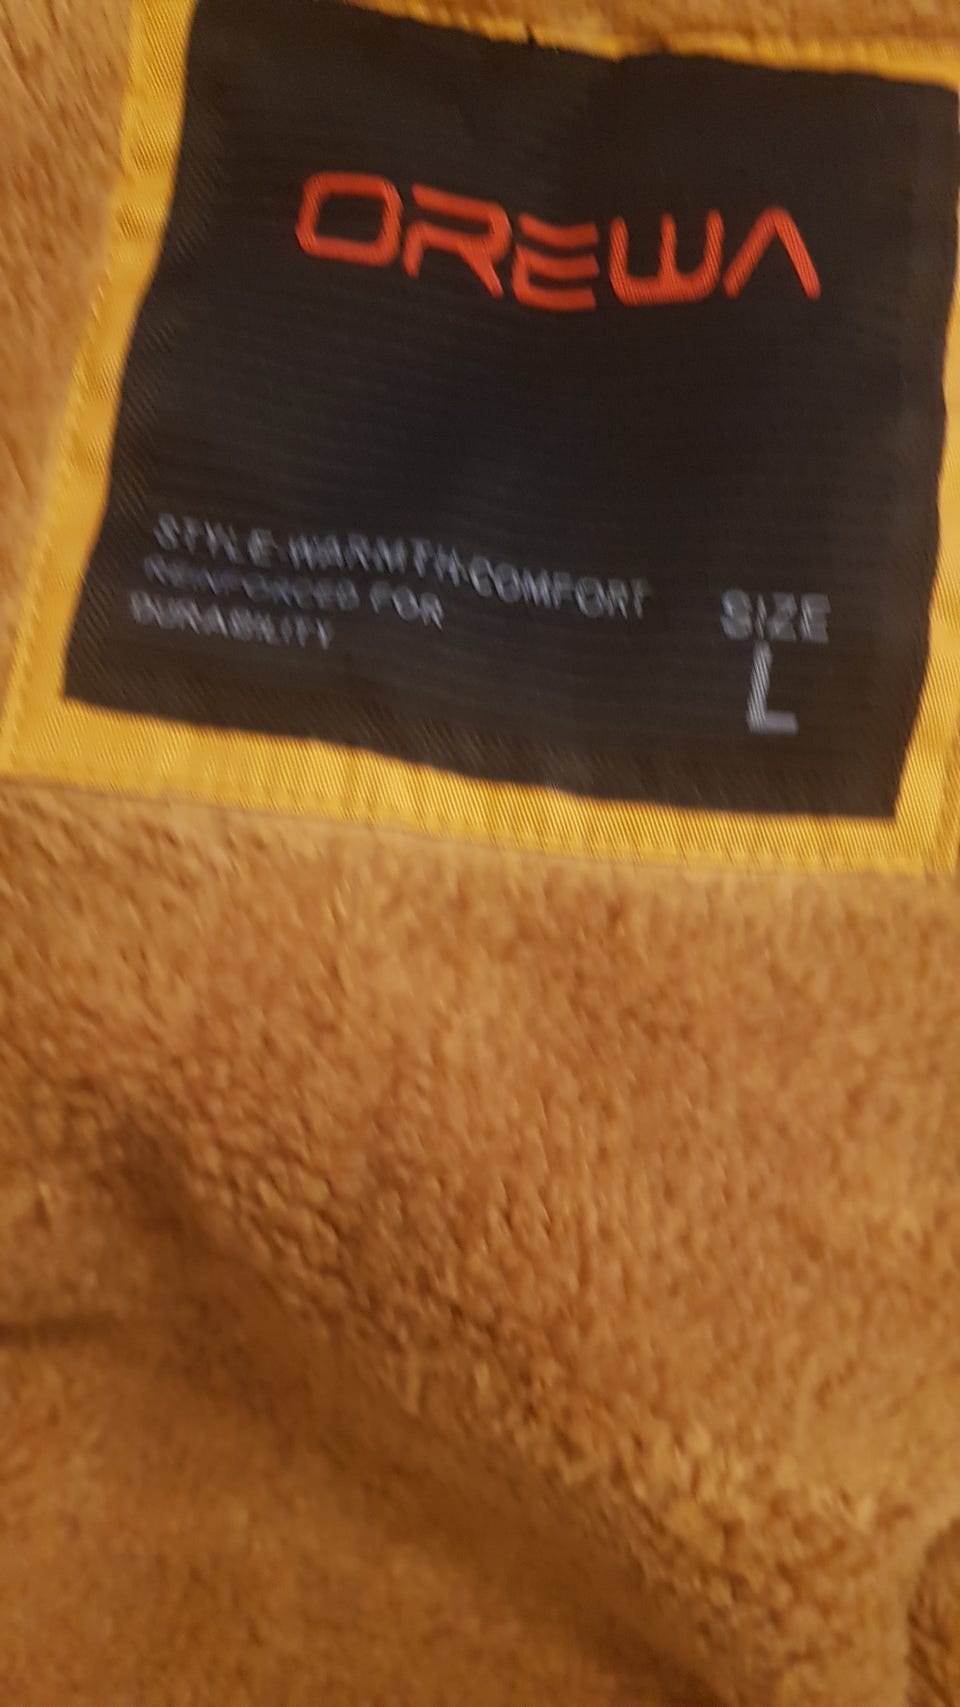 OREWA
STYLE-WARMTH-COMFORT
REINFORCED FOR
DURABILITY
SIZE
L